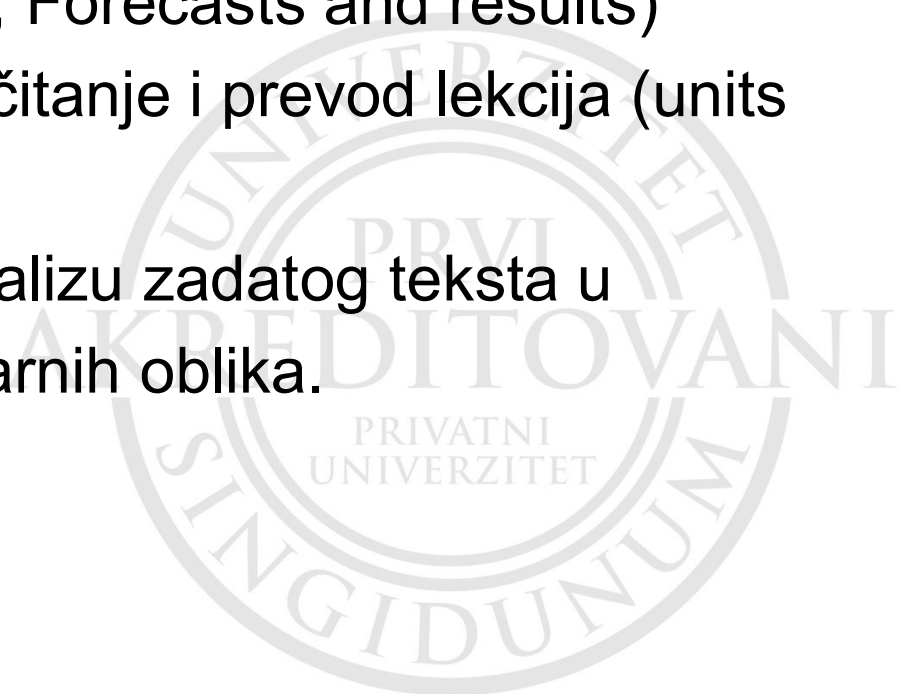 , Forecasts and results)
čitanje i prevod lekcija (units
alizu zadatog teksta u
arnih oblika.
UNIVERZITET
PRVI
AKREDITOVANI
PRIVATNI
UNIVERZITET
SINGIDUNUM